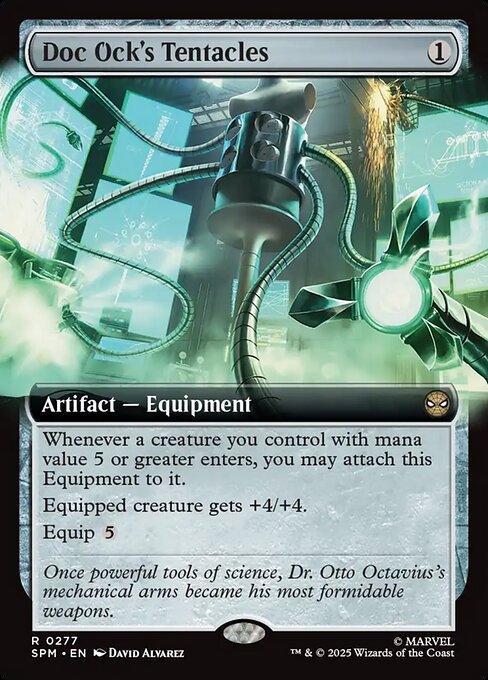 Doc Ock's Tentacles 1
Artifact — Equipment
Whenever a creature you control with mana
value 5 or greater enters, you may attach this
Equipment to it.
Equipped creature gets +4/+4.
Equip 5
Once powerful tools of science, Dr. Otto Octavius's
mechanical arms became his most formidable
weapons.
R 0277
SPM • EN David Alvarez
© MARVEL
™ & © 2025 Wizards of the Coast